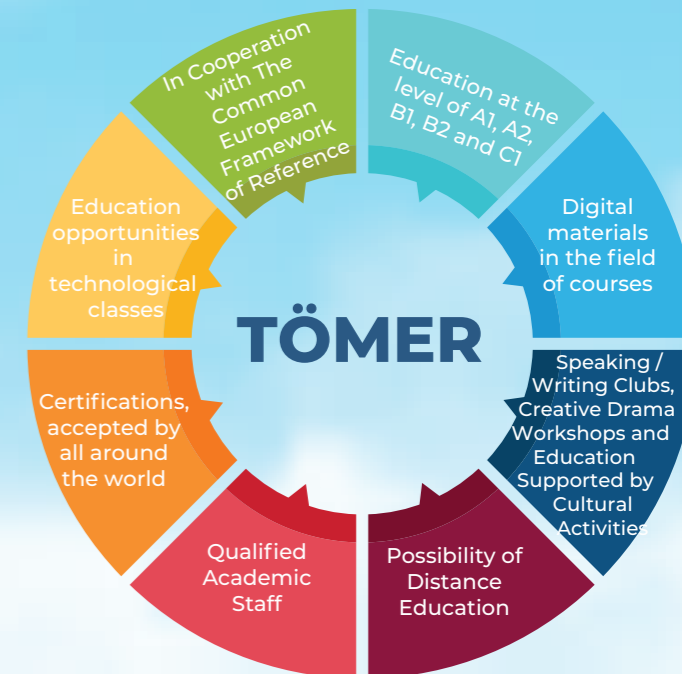 In Cooperation
with The
Common
European
Framework
of Reference
Education at the
level of A1, A2,
B1, B2 and C1
Digital
materials
in the field
of courses
Speaking /
Writing Clubs,
Creative Drama
Workshops and
Education
Supported by
Cultural
Activities
Possibility of
Distance
Education
Qualified
Academic
Staff
Certifications,
accepted by
all around
the world
Education
opportunities
in
technological
classes
TÖMER